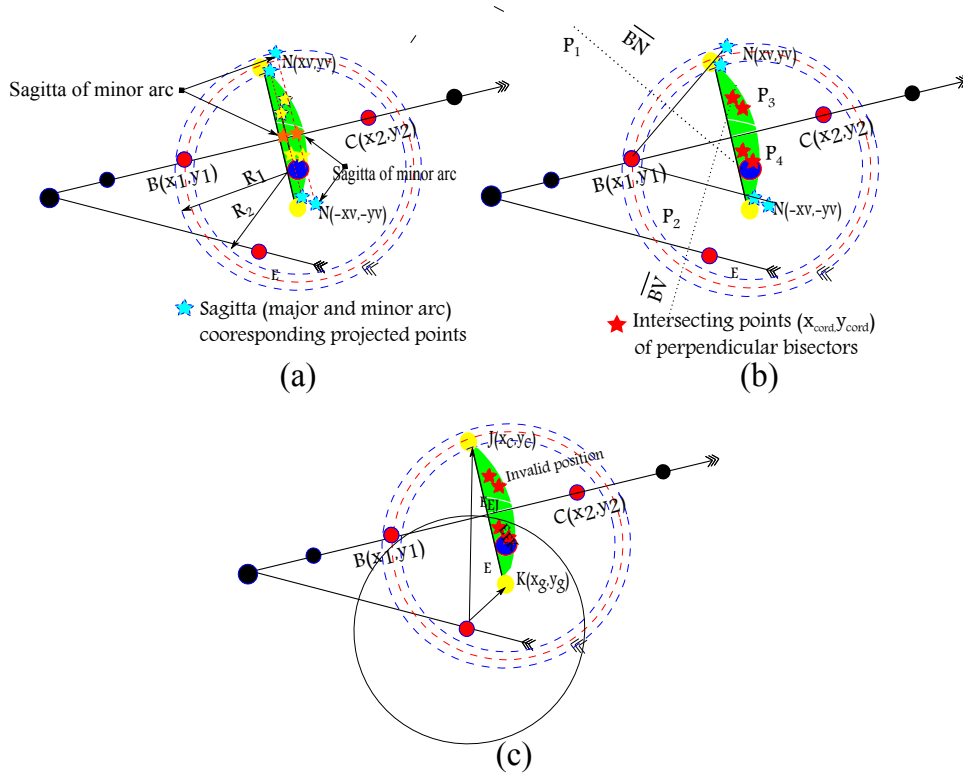 N(xv,yv)
Sagitta of minor arc
C(x2,y2)
B(x1,y1)
R1
Sagitta of minor arc
R2
N(-xv,-yv)
E
Sagitta (major and minor arc)
cooresponding projected points
(a)
P1
BN
N(xv,yv)
P3
C(x2,y2)
P4
B(x1,y1)
P2
N(-xv,-yv)
E
BV
Intersecting points (xcord,ycord)
of perpendicular bisectors
(b)
J(xc,yc)
Invalid position
C(x2,y2)
B(x1,y1)
E
K(xg,yg)
(c)